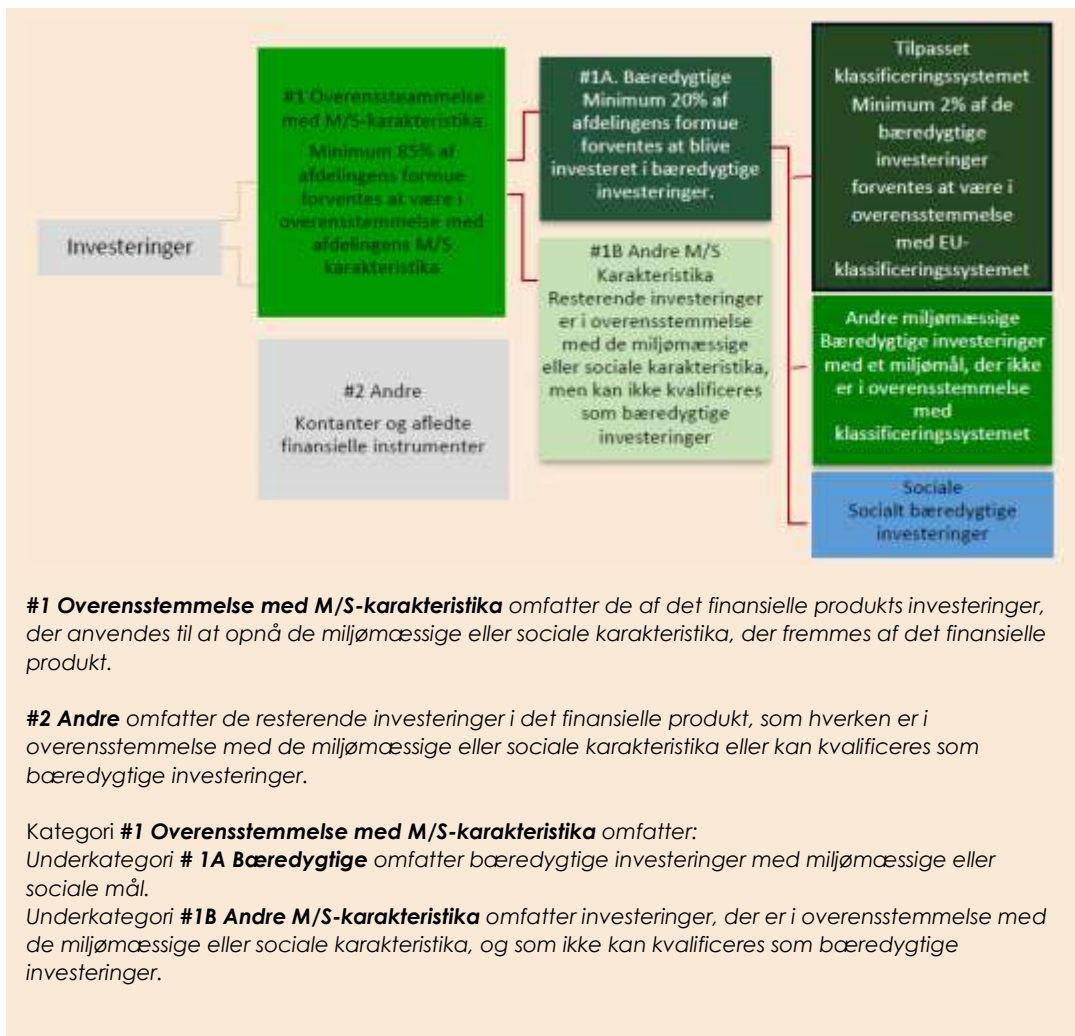 Investeringer
#1 Overenssteammelse
med M/S-karakteristika
Minimum 85% af
afdelingens formue
forventes at være i
overensstemmelse med
afdelingens M/S
karakteristika
#2 Andre
Kontanter og afledte
finansielle instrumenter
#1A. Bæredygtige
Minimum 20% af
afdelingens formue
forventes at blive
investeret i bæredygtige
investeringer.
#1B Andre M/S
Karakteristika
Resterende investeringer
er i overensstemmelse
med de miljømæssige
eller sociale karakteristika,
men kan ikke kvalificeres
som bæredygtige
investeringer
Tilpasset
klassificeringssystemet
Minimum 2% af de
bæredygtige
investeringer
forventes at være i
overensstemmelse
med EU-
klassificeringssystemet
Andre miljømæssige
Bæredygtige investeringer
med et miljømål, der ikke
er i overensstemmelse
med
klassificeringssystemet
Sociale
Socialt bæredygtige
investeringer
#1 Overensstemmelse med M/S-karakteristika omfatter de af det finansielle produkts investeringer,
der anvendes til at opnå de miljømæssige eller sociale karakteristika, der fremmes af det finansielle
produkt.
#2 Andre omfatter de resterende investeringer i det finansielle produkt, som hverken er i
overensstemmelse med de miljømæssige eller sociale karakteristika eller kan kvalificeres som
bæredygtige investeringer.
Kategori #1 Overensstemmelse med M/S-karakteristika omfatter:
Underkategori # 1A Bæredygtige omfatter bæredygtige investeringer med miljømæssige eller
sociale mål.
Underkategori #1B Andre M/S-karakteristika omfatter investeringer, der er i overensstemmelse med
de miljømæssige eller sociale karakteristika, og som ikke kan kvalificeres som bæredygtige
investeringer.